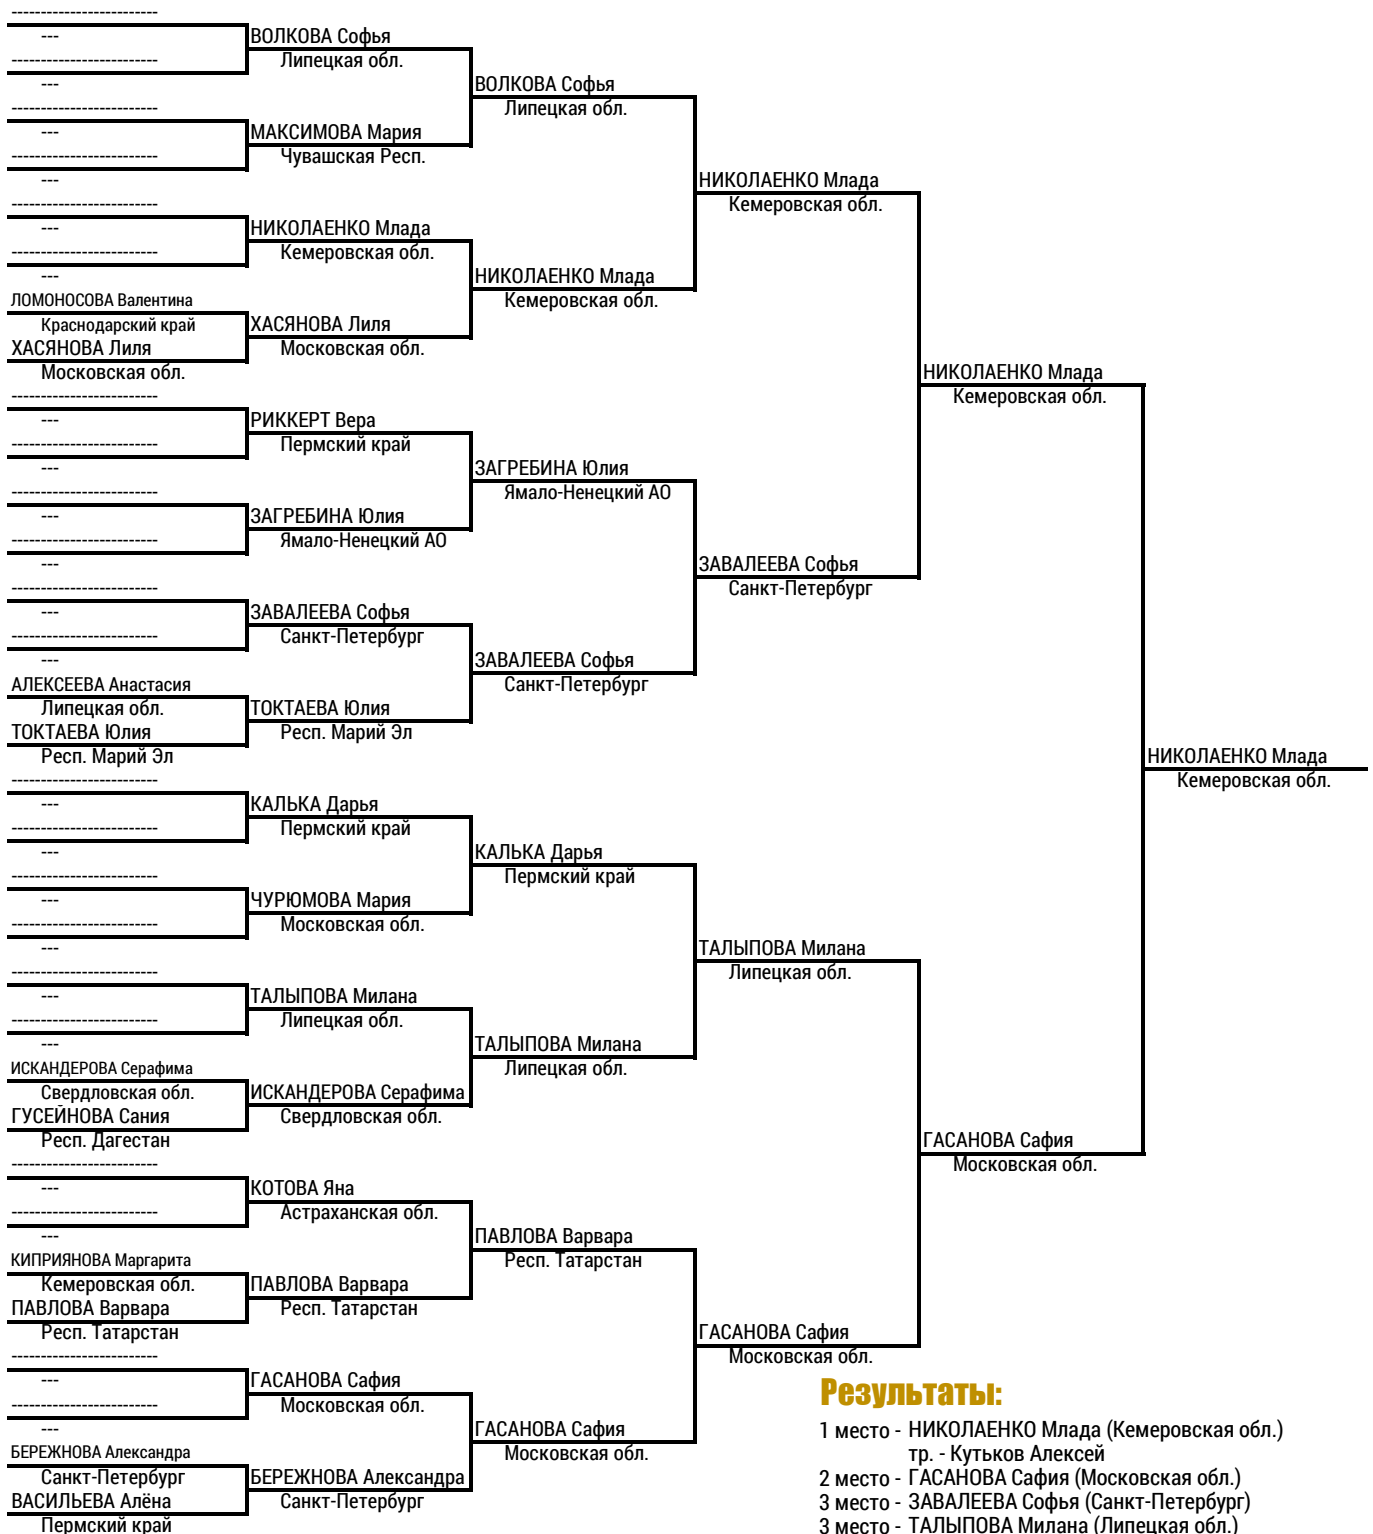 -------------------------
---
-------------------------
---
-------------------------
---
-------------------------
---
-------------------------
---
-------------------------
---
ЛОМОНОСОВА Валентина
Краснодарский край
ХАСЯНОВА Лиля
Московская обл.
-------------------------
---
-------------------------
---
-------------------------
---
-------------------------
---
-------------------------
---
-------------------------
---
АЛЕКСЕЕВА Анастасия
Липецкая обл.
ТОКТАЕВА Юлия
Респ. Марий Эл
-------------------------
---
-------------------------
---
-------------------------
---
-------------------------
---
-------------------------
---
-------------------------
---
ИСКАНДЕРОВА Серафима
Свердловская обл.
ГУСЕЙНОВА Сания
Респ. Дагестан
-------------------------
---
-------------------------
---
КИПРИЯНОВА Маргарита
Кемеровская обл.
ПАВЛОВА Варвара
Респ. Татарстан
-------------------------
---
-------------------------
---
БЕРЕЖНОВА Александра
Санкт-Петербург
ВАСИЛЬЕВА Алёна
Пермский край
ВОЛКОВА Софья
Липецкая обл.
МАКСИМОВА Мария
Чувашская Респ.
НИКОЛАЕНКО Млада
Кемеровская обл.
ХАСЯНОВА Лиля
Московская обл.
РИККЕРТ Вера
Пермский край
ЗАГРЕБИНА Юлия
Ямало-Ненецкий АО
ЗАВАЛЕЕВА Софья
Санкт-Петербург
ТОКТАЕВА Юлия
Респ. Марий Эл
КАЛЬКА Дарья
Пермский край
ЧУРЮМОВА Мария
Московская обл.
ТАЛЫПОВА Милана
Липецкая обл.
ИСКАНДЕРОВА Серафима
Свердловская обл.
КОТОВА Яна
Астраханская обл.
ПАВЛОВА Варвара
Респ. Татарстан
ГАСАНОВА Сафия
Московская обл.
БЕРЕЖНОВА Александра
Санкт-Петербург
ВОЛКОВА Софья
Липецкая обл.
НИКОЛАЕНКО Млада
Кемеровская обл.
ЗАГРЕБИНА Юлия
Ямало-Ненецкий АО
ЗАВАЛЕЕВА Софья
Санкт-Петербург
КАЛЬКА Дарья
Пермский край
ТАЛЫПОВА Милана
Липецкая обл.
ПАВЛОВА Варвара
Респ. Татарстан
ГАСАНОВА Сафия
Московская обл.
НИКОЛАЕНКО Млада
Кемеровская обл.
ЗАВАЛЕЕВА Софья
Санкт-Петербург
ТАЛЫПОВА Милана
Липецкая обл.
ГАСАНОВА Сафия
Московская обл.
НИКОЛАЕНКО Млада
Кемеровская обл.
ГАСАНОВА Сафия
Московская обл.
НИКОЛАЕНКО Млада
Кемеровская обл.
Результаты:
1 место - НИКОЛАЕНКО Млада (Кемеровская обл.)
тр. - Кутьков Алексей
2 место - ГАСАНОВА Сафия (Московская обл.)
3 место - ЗАВАЛЕЕВА Софья (Санкт-Петербург)
3 место - ТАЛЫПОВА Милана (Липецкая обл.)